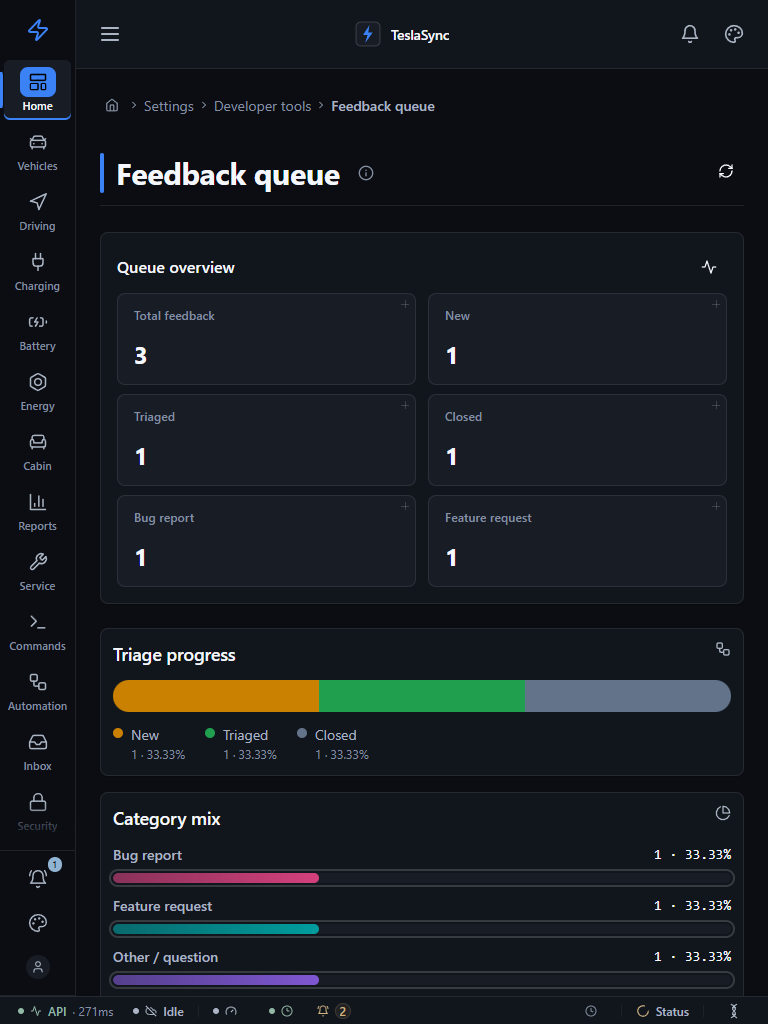 TeslaSync
Home
Vehicles
Driving
Charging
Battery
Energy
Cabin
Reports
Service
Commands
Automation
Inbox
Security
1
Settings
Developer tools
Feedback queue
Feedback queue
Queue overview
Total feedback
3
New
1
Triaged
1
Closed
1
Bug report
1
Feature request
1
Triage progress
New
1 · 33.33%
Triaged
1 · 33.33%
Closed
1 · 33.33%
Category mix
Bug report
1 · 33.33%
Feature request
1 · 33.33%
Other / question
1 · 33.33%
API · 271ms
Idle
2
Status